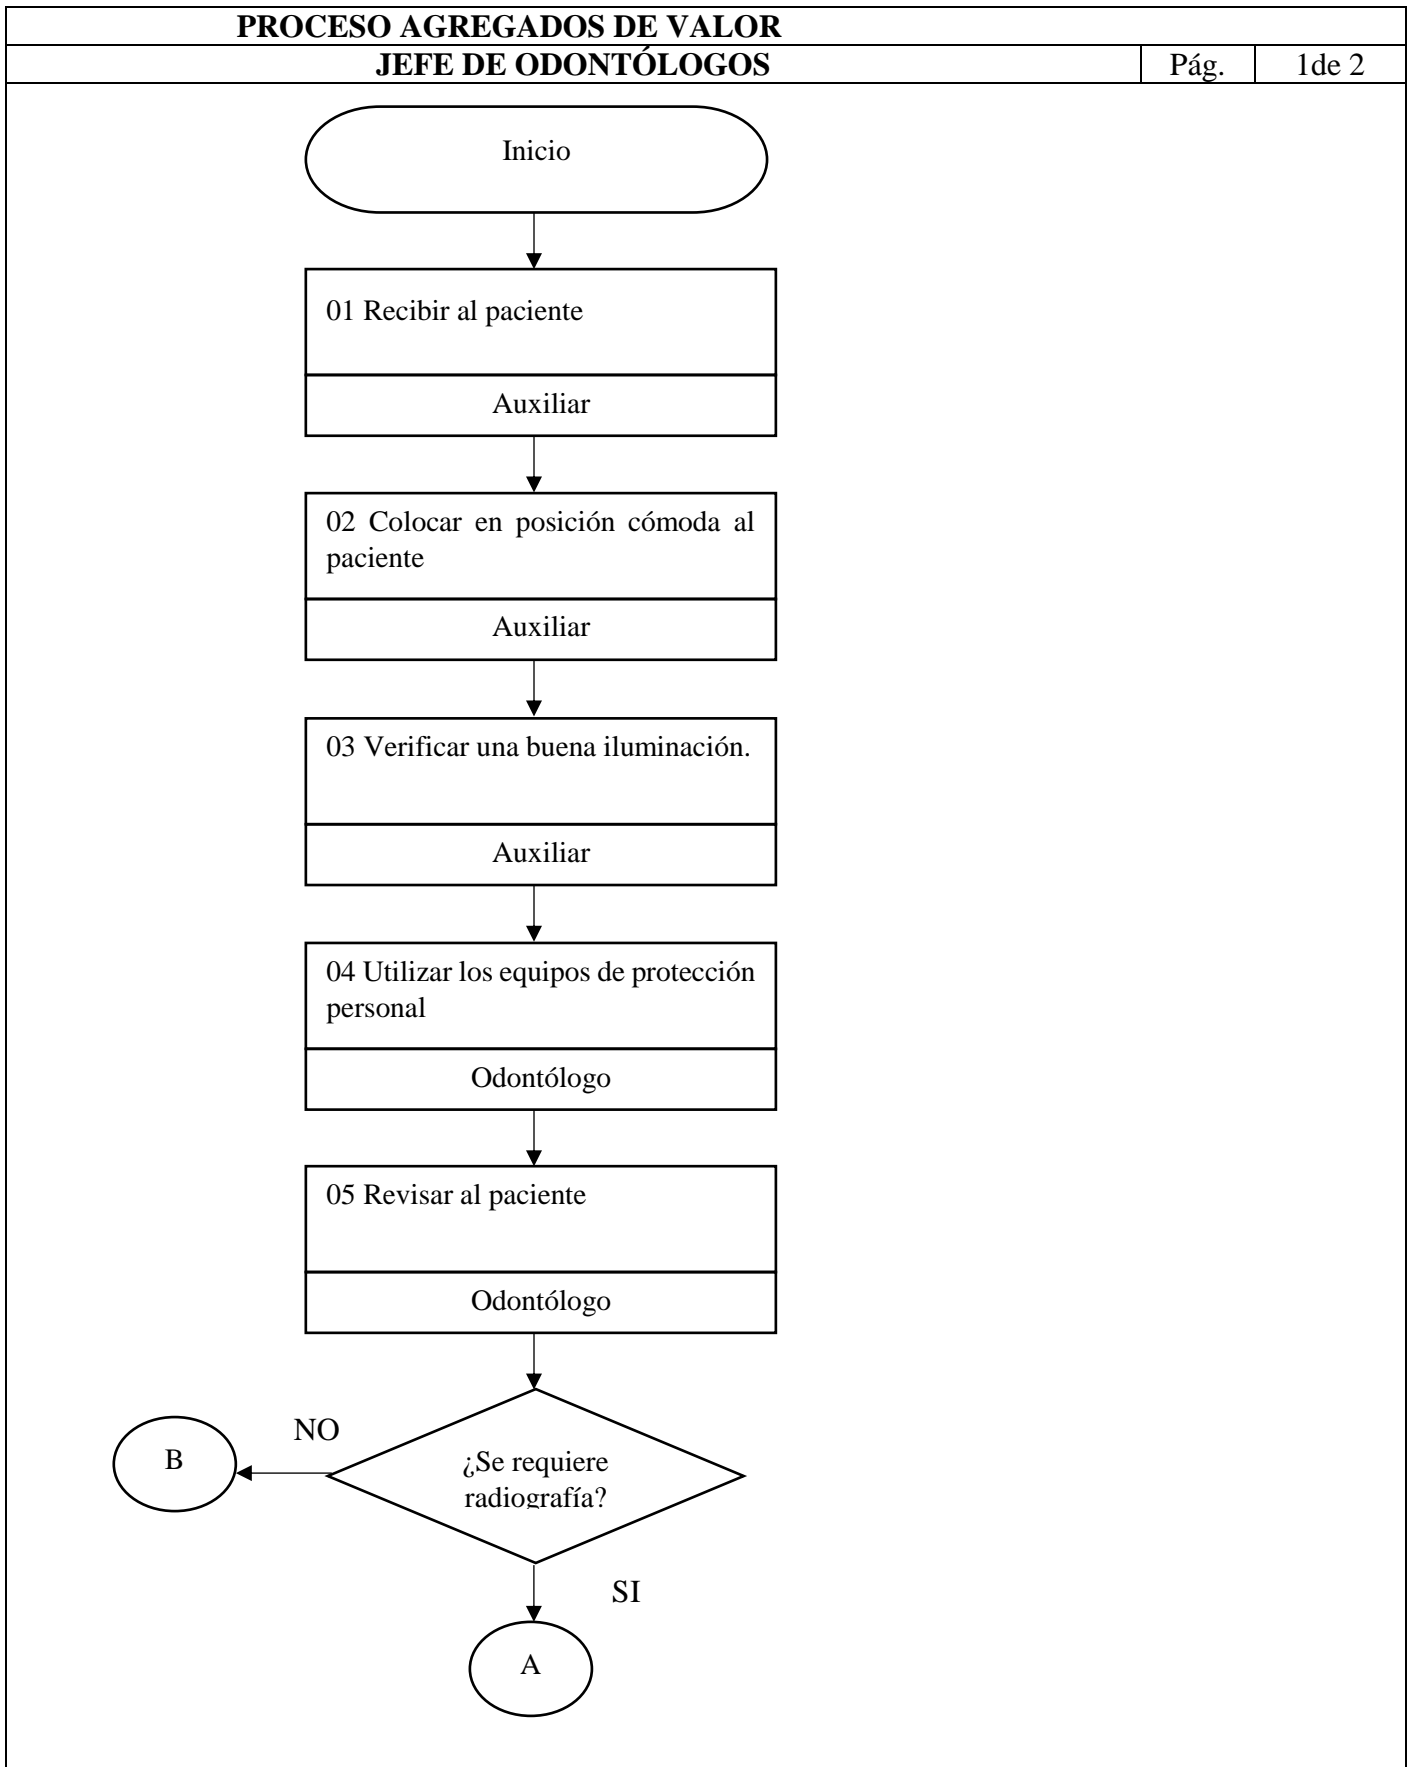 PROCESO AGREGADOS DE VALOR
JEFE DE ODONTÓLOGOS Pág. 1de 2
Inicio
01 Recibir al paciente
Auxiliar
02 Colocar en posición cómoda al
paciente
Auxiliar
03 Verificar una buena iluminación.
Auxiliar
04 Utilizar los equipos de protección
personal
Odontólogo
05 Revisar al paciente
Odontólogo
NO
B
¿Se requiere
radiografía?
SI
A